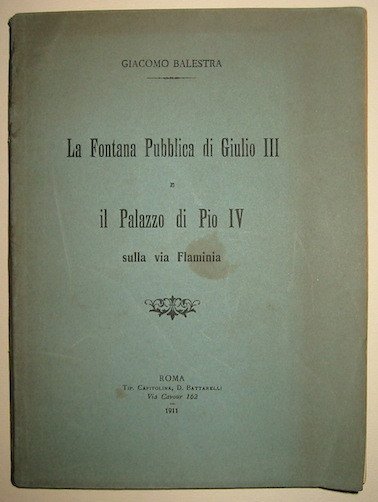 GIACOMO BALESTRA
La Fontana Pubblica di Giulio III
E
il Palazzo di Pio IV
sulla via Flaminia
ROMA
TIP. CAPITOLINE, D. BATTARELLI
Via Cavour 162
1911